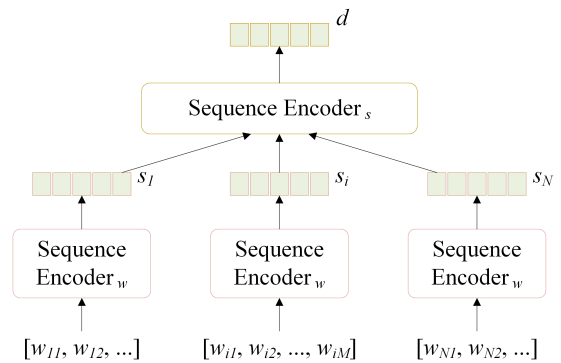 d
Sequence Encoder s
s1 si sN
Sequence Sequence Sequence
Encoder w Encoder w Encoder w
[w11, w12, ...] [wi1, wi2, ..., wiM] [wN1, wN2, ...]